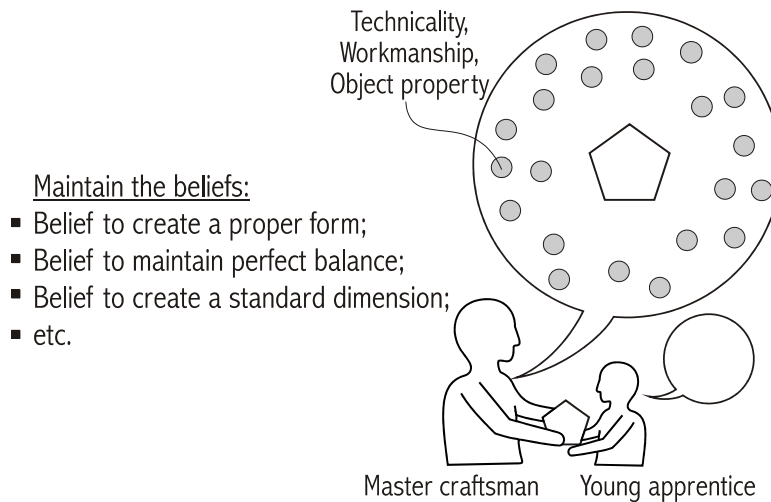 Technicality,
Workmanship,
Object property
Maintain the beliefs:
▪ Belief to create a proper form;
▪ Belief to maintain perfect balance;
▪ Belief to create a standard dimension;
▪ etc.
Master craftsman
Young apprentice